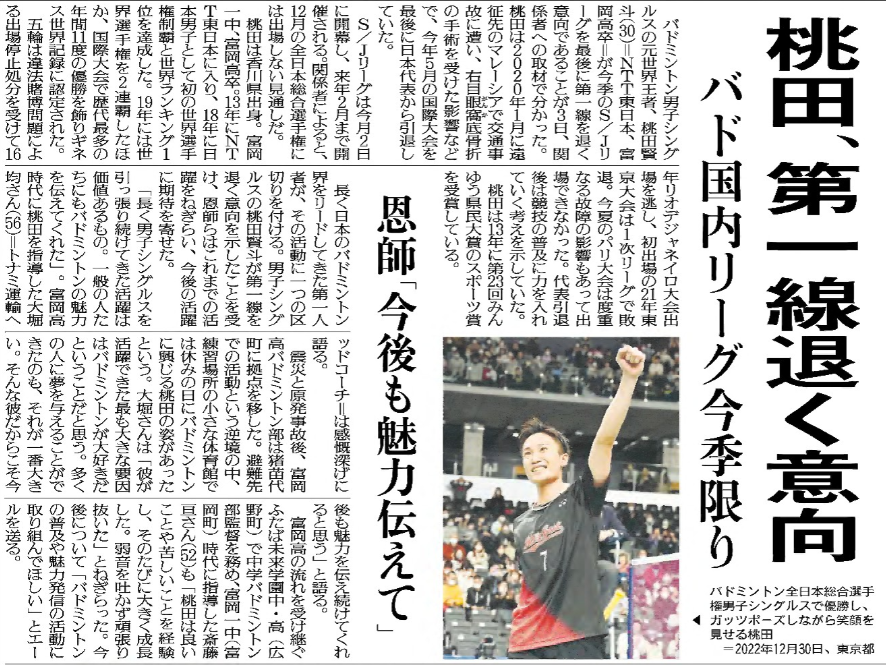 桃田、第一線退く意向
バド国内リーグ今季限り
バドミントン男子シング
ルスの元世界王者、桃田賢
斗(30)=NTT東日本、富
岡高卒=が今季のS/Jリ
ーグを最後に第一線を退く
意向であることが3日、関
係者への取材で分かった。
桃田は2020年1月に遠
征先のマレーシアで交通事
故に遭い、右目眼窩底骨折
の手術を受けた影響など
で、今年5月の国際大会を
最後に日本代表から引退し
ていた。
S/Jリーグは今月2日
に開幕し、来年2月まで開
催される。関係者によると、
12月の全日本総合選手権に
は出場しない見通しだ。
桃田は香川県出身。富岡
一中、富岡高卒。13年にNT
T東日本に入り、18年に日
本男子として初の世界選手
権制覇と世界ランキング1
位を達成した。19年には世
界選手権を2連覇したほ
か、国際大会で歴代最多の
年間11度の優勝を飾りギネ
ス世界記録に認定された。
五輪は違法賭博問題によ
る出場停止処分を受けて16
年リオデジャネイロ大会出
場を逃し、初出場の21年東
京大会は1次リーグで敗
退。今夏のパリ大会は度重
なる故障の影響もあって出
場できなかった。代表引退
後は競技の普及に力を入れ
ていく考えを示していた。
桃田は13年に第23回みん
ゆう県民大賞のスポーツ賞
を受賞している。
恩師「今後も魅力伝えて」
長く日本のバドミントン
界をリードしてきた第一人
者が、その活動に一つの区
切りを付ける。男子シング
ルスの桃田賢斗が第一線を
退く意向を示したことを受
け、恩師らはこれまでの活
躍をねぎらい、今後の活躍
に期待を寄せた。
「長く男子シングルスを
引っ張り続けてきた活躍は
価値あるもの。一般の人た
ちにもバドミントンの魅力
を伝えてくれた」。富岡高
時代に桃田を指導した大堀
均さん(56)=トナミ運輸ヘ
ッドコーチ=は感慨深げに
語る。
震災と原発事故後、富岡
高バドミントン部は猪苗代
町に拠点を移した。避難先
での活動という逆境の中、
練習場所の小さな体育館で
は休みの日にバドミントン
に興じる桃田の姿があった
という。大堀さんは「彼が
活躍できた最も大きな要因
はバドミントンが大好きだ
ということだと思う。多く
の人に夢を与えることがで
きたのも、それが一番大き
い。そんな彼だからこそ今
後も魅力を伝え続けてくれ
ると思う」と語る。
富岡高の流れを受け継ぐ
ふたば未来学園中・高(広
野町)で中学バドミントン
部監督を務め、富岡一中(富
岡町)時代に指導した斎藤
亘さん(52)も「桃田は良い
ことや苦しいことを経験
し、そのたびに大きく成長
した。弱音を吐かず頑張り
抜いた」とねぎらった。今
後について「バドミントン
の普及や魅力発信の活動に
取り組んでほしい」とエー
ルを送る。
バドミントン全日本総合選手
権男子シングルスで優勝し、
ガッツポーズしながら笑顔を
見せる桃田
=2022年12月30日、東京都
7